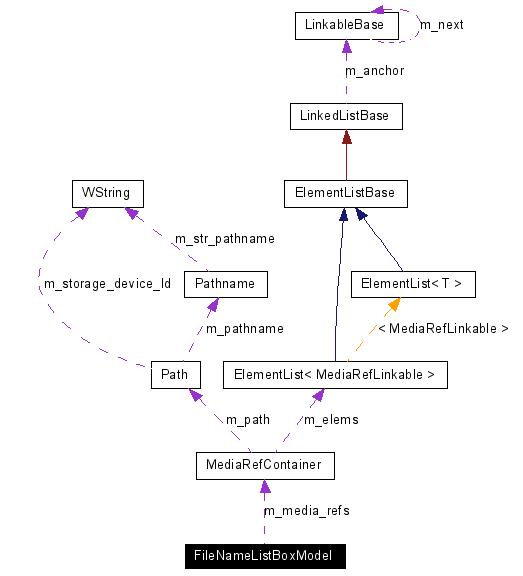 LinkableBase
m_next
m_anchor
LinkedListBase
WString
ElementListBase
m_str_pathname
m_storage_device_Id
Pathname
ElementList< T >
m_pathname
< MediaRefLinkable >
Path
ElementList< MediaRefLinkable >
m_path
m_elems
MediaRefContainer
m_media_refs
FileNameListBoxModel